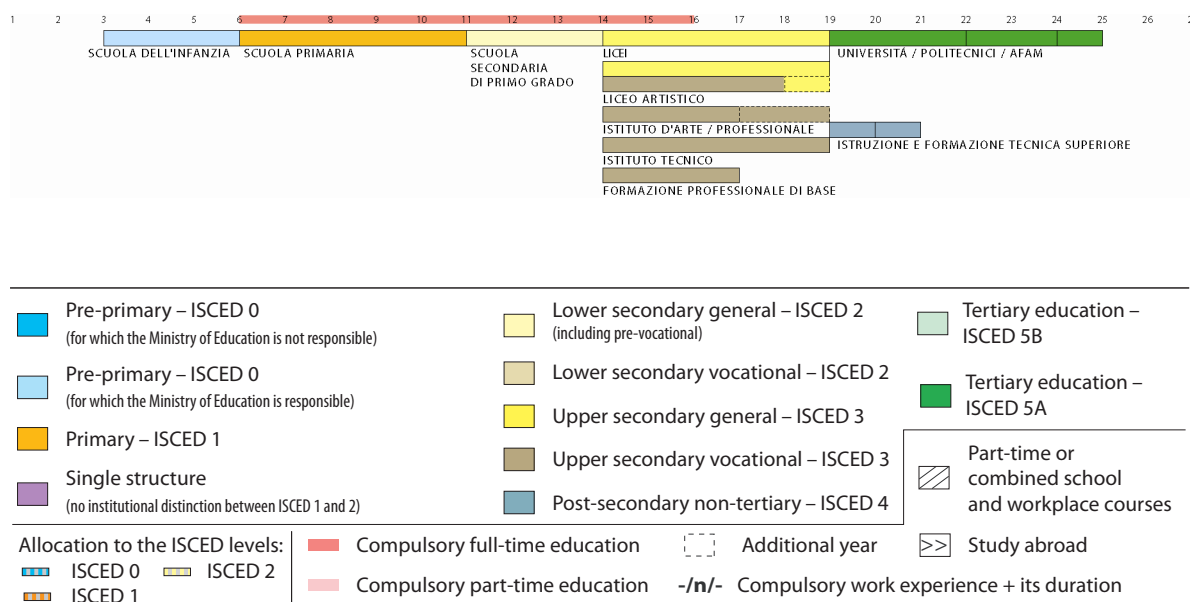 1 2 3 4 5 6 7 8 9 10 11 12 13 14 15 16 17 18 19 20 21 22 23 24 25 26
SCUOLA DELL'INFANZIA SCUOLA PRIMARIA SCUOLA LICEI UNIVERSITÁ / POLITECNICI / AFAM
SECONDARIA
DI PRIMO GRADO
LICEO ARTISTICO
ISTITUTO D'ARTE / PROFESSIONALE
ISTRUZIONE E FORMAZIONE TECNICA SUPERIORE
ISTITUTO TECNICO
FORMAZIONE PROFESSIONALE DI BASE
Pre-primary – ISCED 0
(for which the Ministry of Education is not responsible)
Pre-primary – ISCED 0
(for which the Ministry of Education is responsible)
Primary – ISCED 1
Single structure
(no institutional distinction between ISCED 1 and 2)
Lower secondary general – ISCED 2
(including pre-vocational)
Lower secondary vocational – ISCED 2
Upper secondary general – ISCED 3
Upper secondary vocational – ISCED 3
Post-secondary non-tertiary – ISCED 4
Tertiary education –
ISCED 5B
Tertiary education –
ISCED 5A
Part-time or
combined school
and workplace courses
Allocation to the ISCED levels:
ISCED 0 ISCED 2
ISCED 1
Compulsory full-time education
Compulsory part-time education
Additional year
-/n/- Compulsory work experience + its duration
>> Study abroad